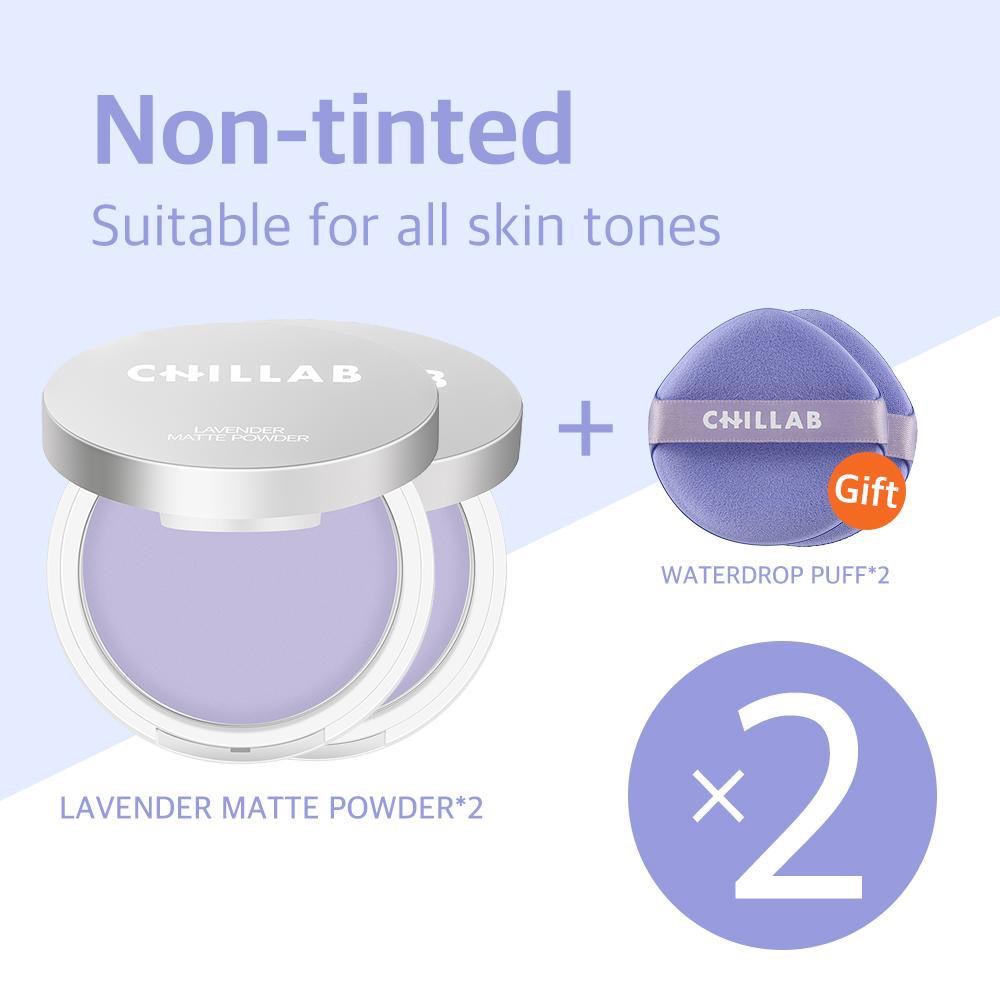 Non-tinted
Suitable for all skin tones
CHILLAB
LAVENDER
MATTE POWDER
B
+
CHILLAB
Gift
WATERDROP PUFF*2
LAVENDER MATTE POWDER*2
×2